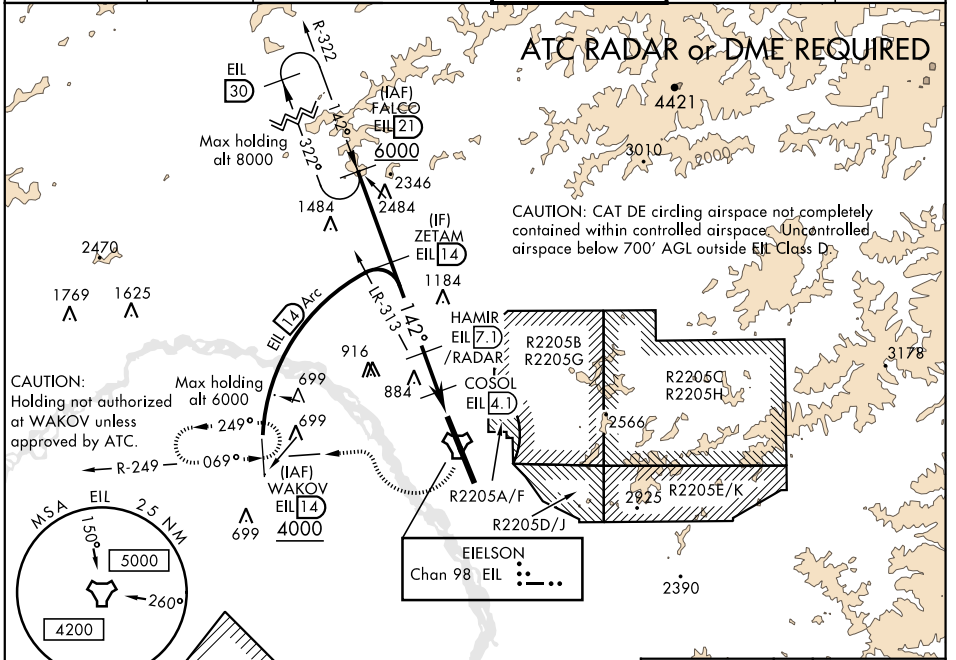 ATC RADAR or DME REQUIRED
R-322
EIL
30
142°
322°
Max holding
alt 8000
(IAF)
FALCO
EIL 21
6000
4421
3010
2000
2346
2484
1484
CAUTION: CAT DE circling airspace not completely
contained within controlled airspace. Uncontrolled
airspace below 700' AGL outside EIL Class D.
(IF)
ZETAM
EIL 14
2470
1184
1769
1625
EIL 14 Arc
LR-313
142°
HAMIR
EIL 7.1
/RADAR
R2205B
R2205G
R2205C
R2205H
3178
916
884
COSOL
EIL 4.1
CAUTION:
Holding not authorized
at WAKOV unless
approved by ATC.
Max holding
alt 6000
699
699
249°
069°
R-249
2566
(IAF)
WAKOV
EIL 14
4000
699
R2205A/F
R2205D/J
2925
R2205E/K
MSA EIL 25 NM
150°
5000
260°
4200
EIELSON
Chan 98 EIL
2390